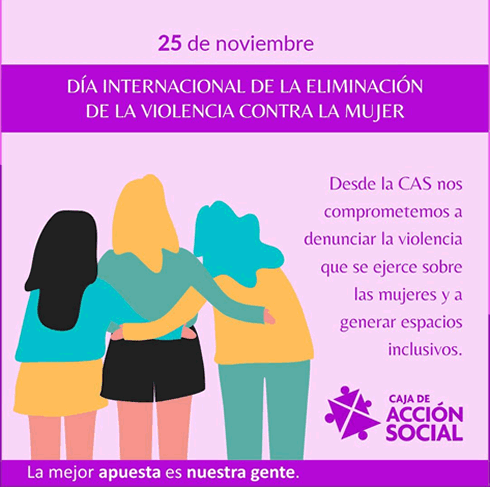 25 de noviembre
DÍA INTERNACIONAL DE LA ELIMINACIÓN
DE LA VIOLENCIA CONTRA LA MUJER
Desde la CAS nos
comprometemos a
denunciar la violencia
que se ejerce sobre
las mujeres y a
generar espacios
inclusivos.
CAJA DE
ACCIÓN
SOCIAL
La mejor apuesta es nuestra gente.